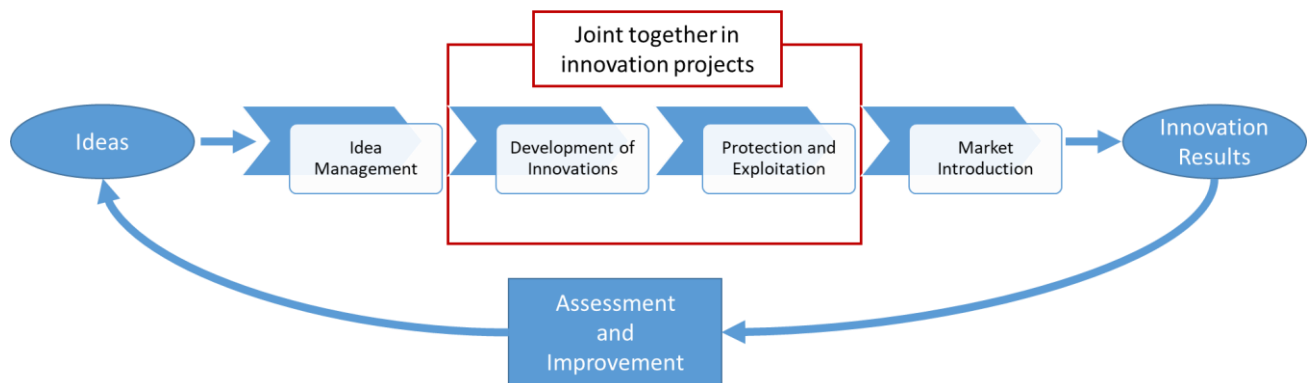 Joint together in
innovation projects
Ideas
Idea
Management
Development of
Innovations
Protection and
Exploitation
Market
Introduction
Innovation
Results
Assessment
and
Improvement